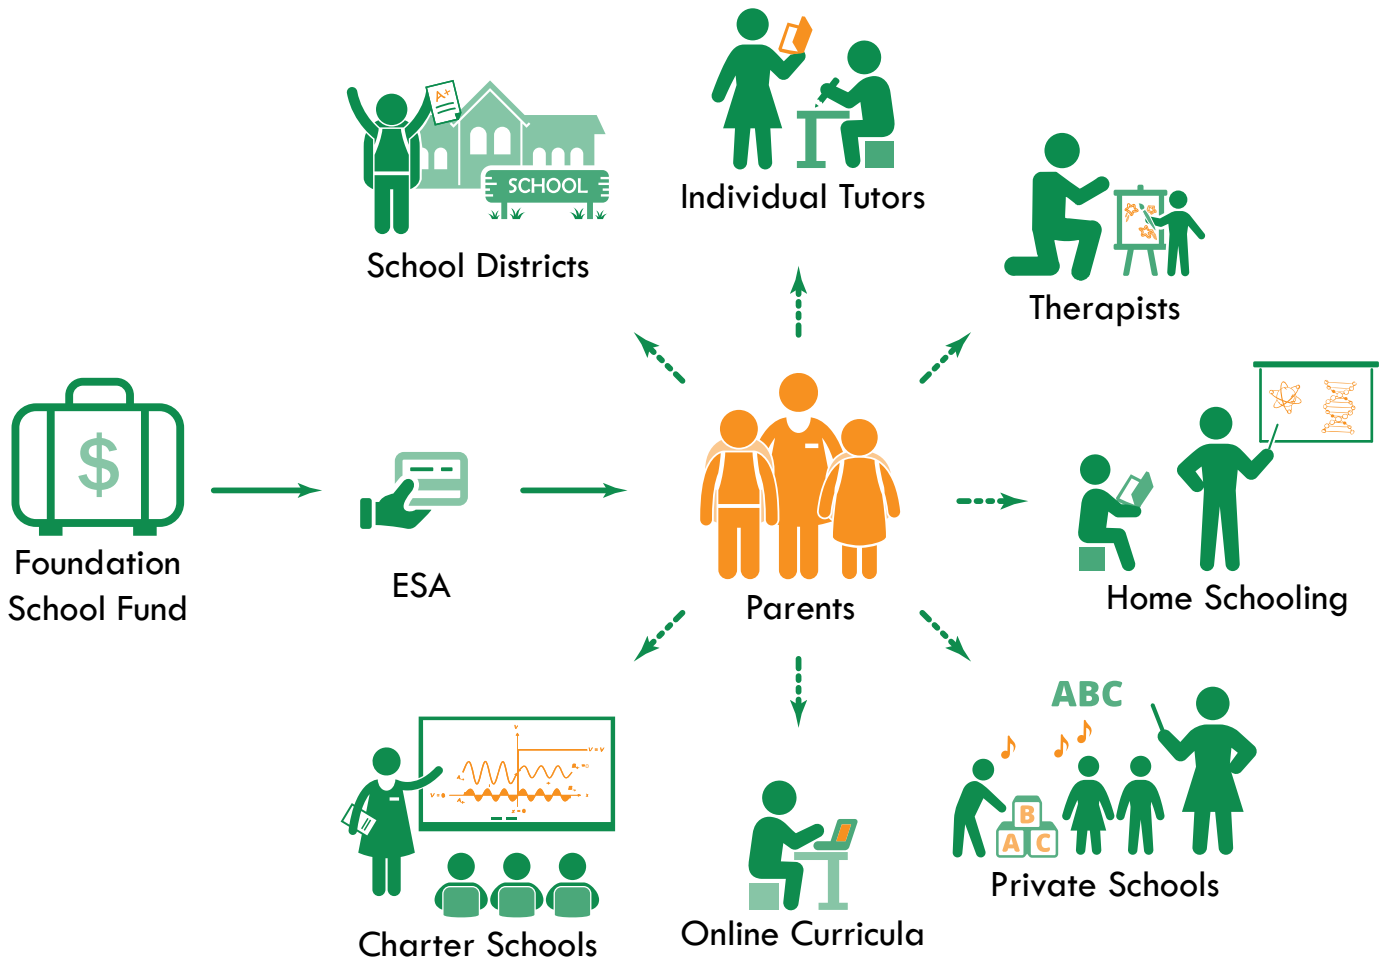 A+
SCHOOL
School Districts
Individual Tutors
Therapists
$
Foundation
School Fund
ESA
Parents
Home Schooling
Charter Schools
Online Curricula
ABC
B
A C
Private Schools